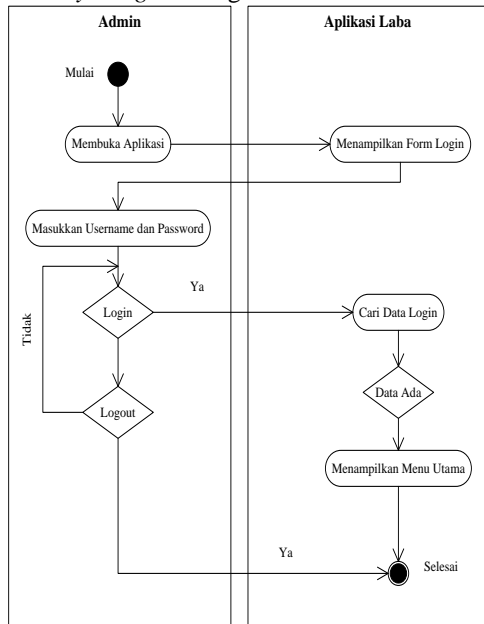 Admin
Aplikasi Laba
Mulai
Membuka Aplikasi
Menampilkan Form Login
Masukkan Username dan Password
Ya
Login
Cari Data Login
Tidak
Logout
Data Ada
Menampilkan Menu Utama
Ya
Selesai